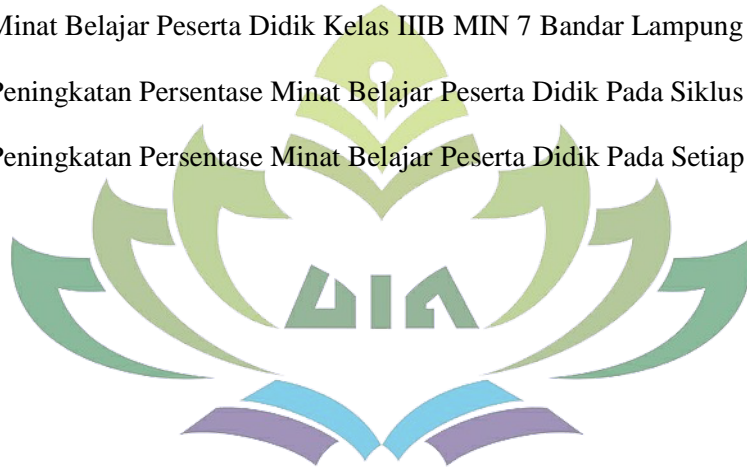 Minat Belajar Peserta Didik Kelas IIIB MIN 7 Bandar Lampung
Peningkatan Persentase Minat Belajar Peserta Didik Pada Siklus
Peningkatan Persentase Minat Belajar Peserta Didik Pada Setiap
UIN